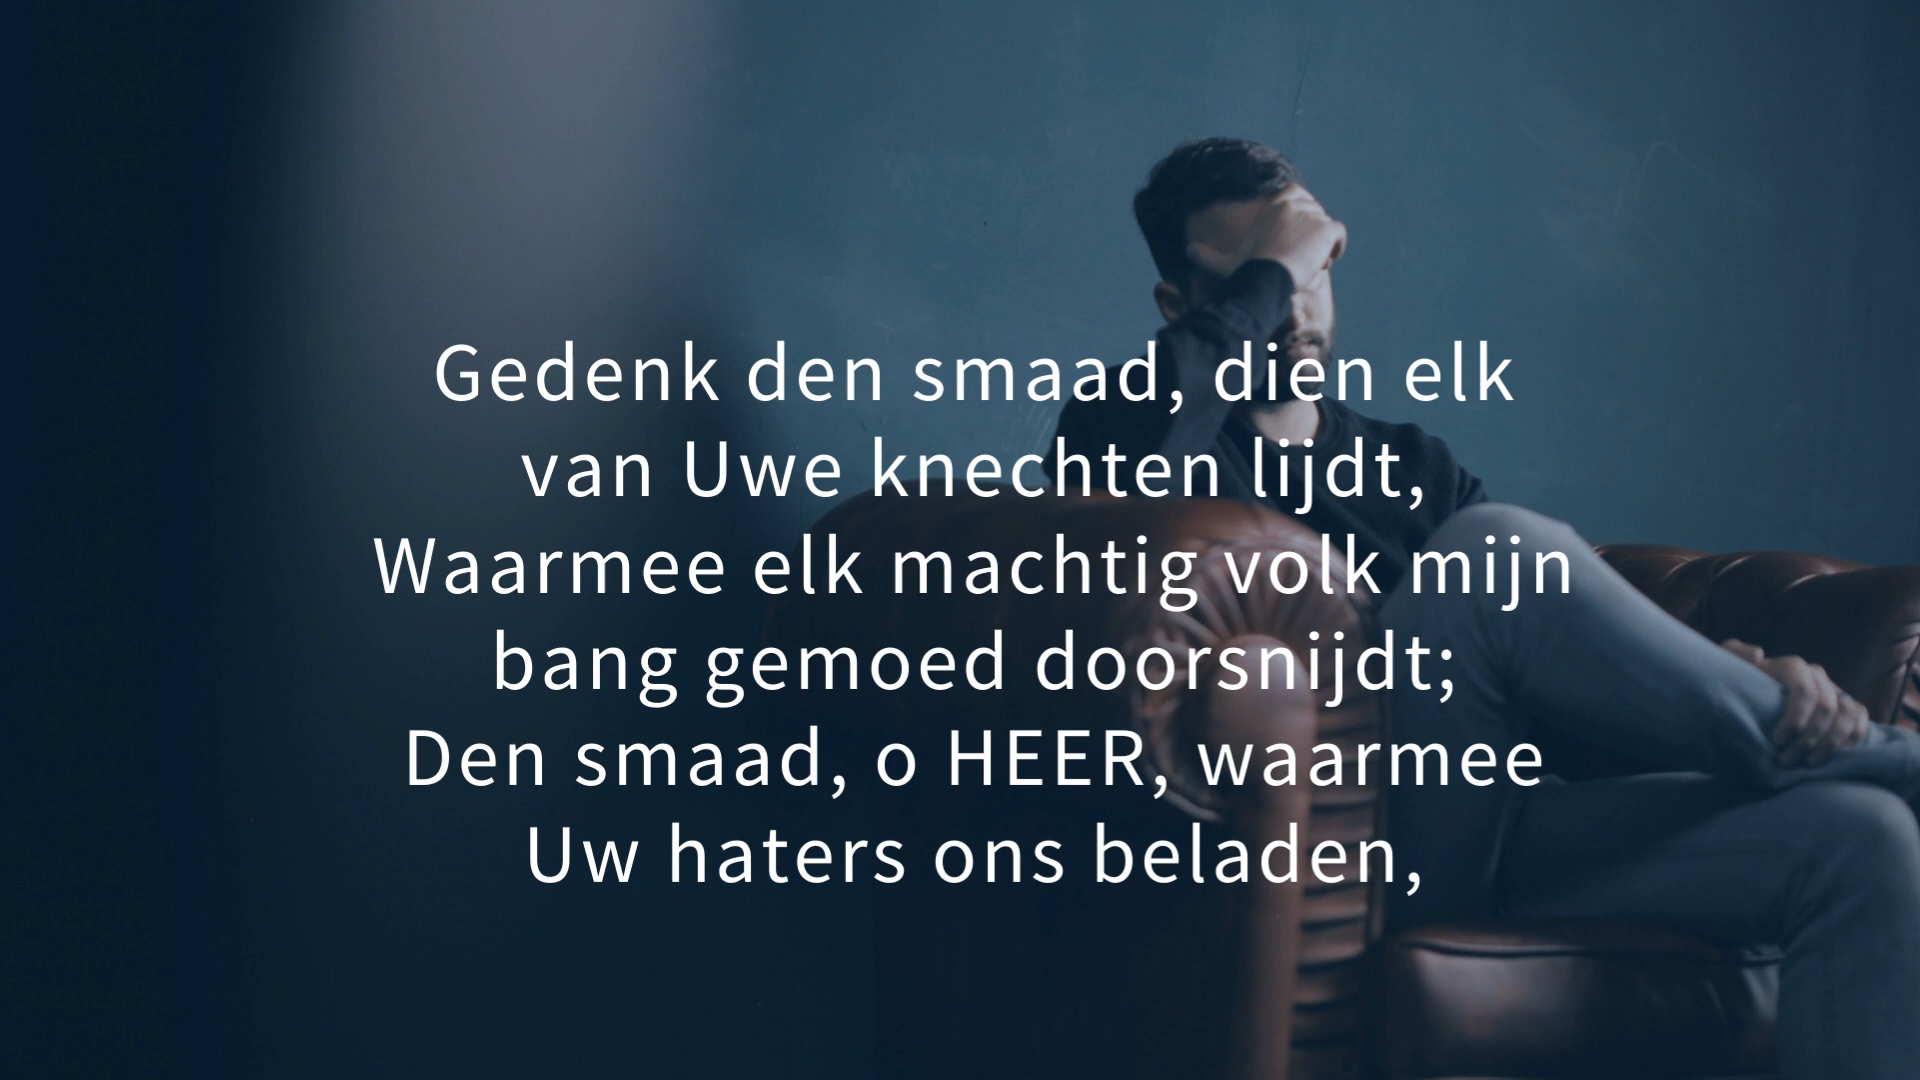 Gedenk den smaad, dien elk
van Uwe knechten lijdt,
Waarmee elk machtig volk mijn
bang gemoed doorsnijdt;
Den smaad, o HEER, waarmee
Uw haters ons beladen,